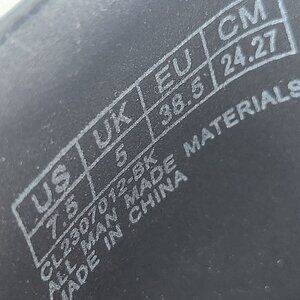 US UK EU CM
7.5 5 38.5 24.27
CL2307012-BK
ALL MAN MADE MATERIALS
MADE IN CHINA